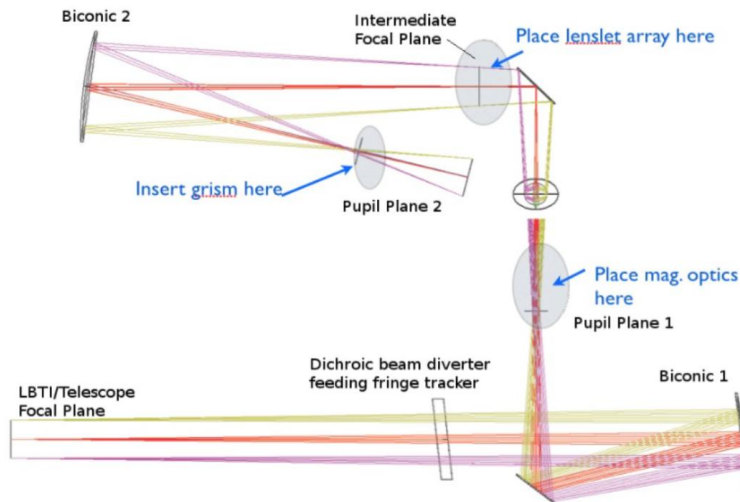 Biconic 2
Intermediate
Focal Plane
Place lenslet array here
Insert grism here
Pupil Plane 2
Place mag. optics
here
Pupil Plane 1
Dichroic beam diverter
feeding fringe tracker
LBTI/Telescope
Focal Plane
Biconic 1